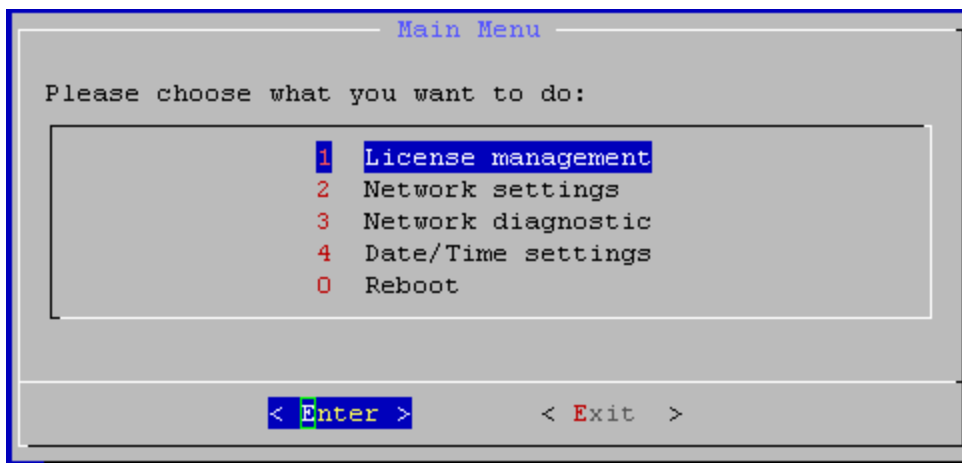 Main Menu
Please choose what you want to do:
1 License management
2 Network settings
3 Network diagnostic
4 Date/Time settings
0 Reboot
< Enter > < Exit >